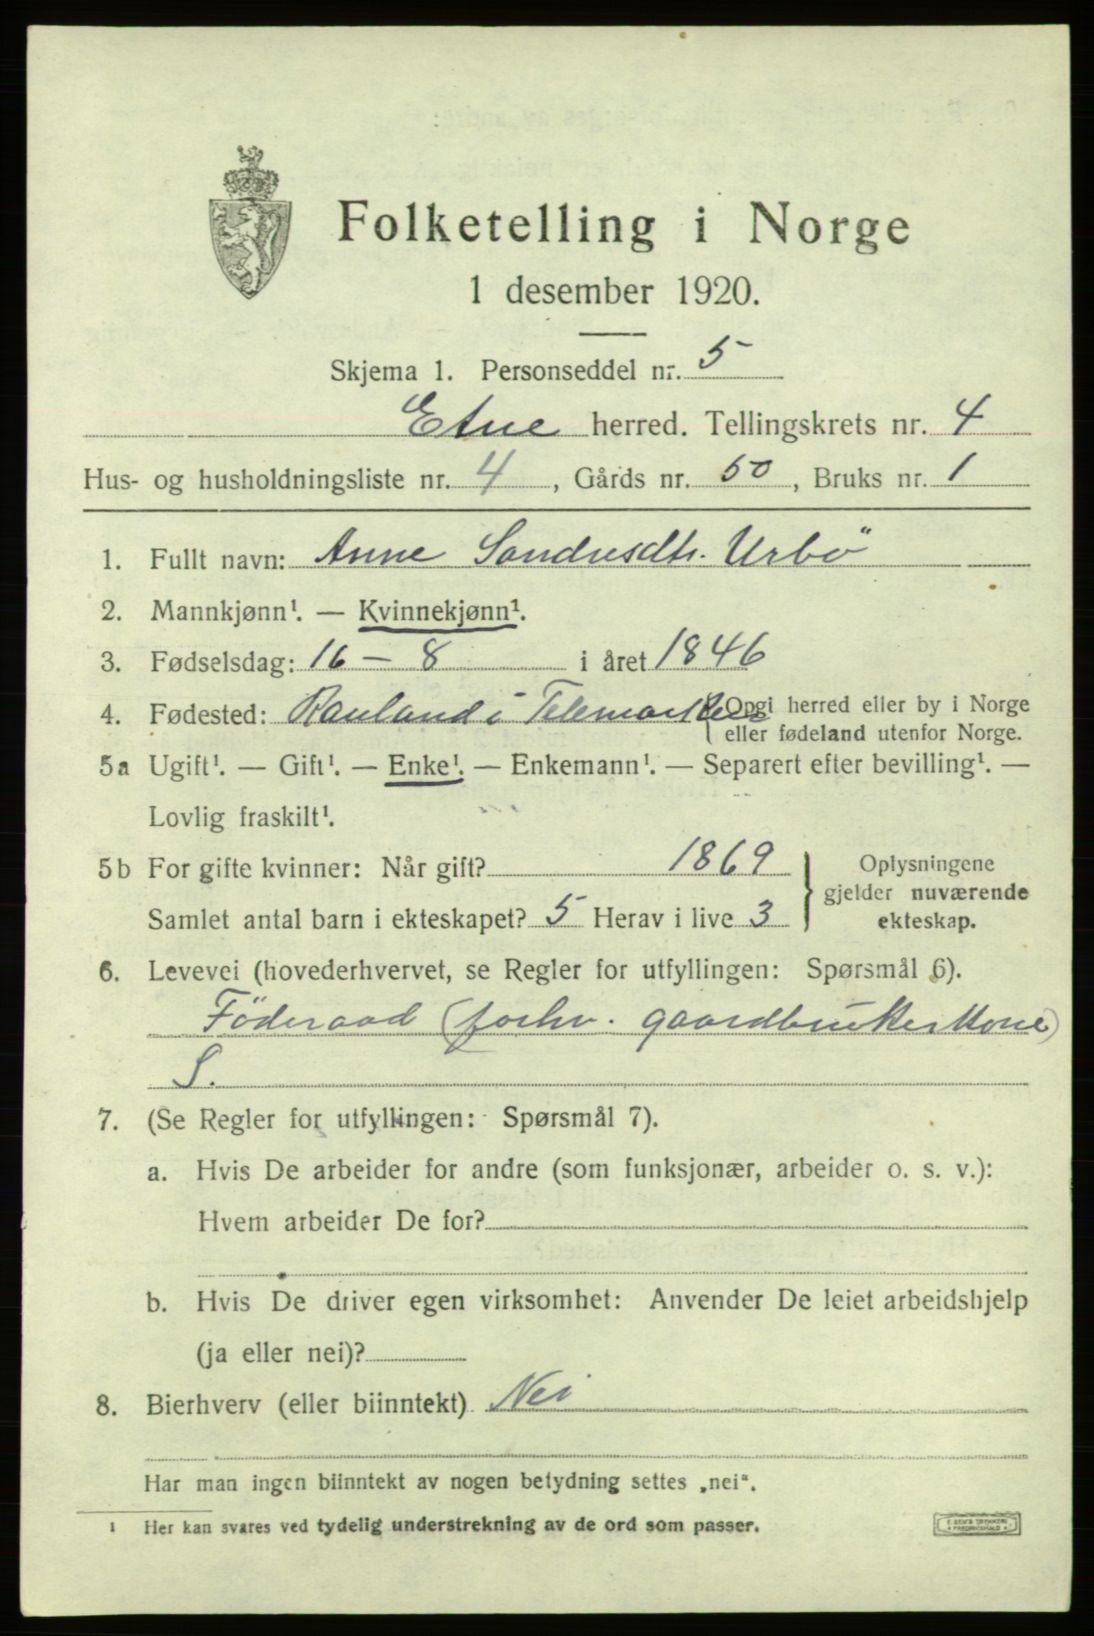 Folketelling i Norge
1 desember 1920.
Skjema 1. Personseddel nr. 5
Etne herred. Tellingskrets nr. 4
Hus- og husholdningsliste nr. 4, Gårds nr. 50, Bruks nr. 1
1. Fullt navn: Anne Sondresdtr. Urbö
2. Mannkjønn¹. — Kvinnekjønn¹.
3. Fødselsdag: 16 – 8 i året 1846
4. Fødested: Rauland i Telemarken { Opgi herred eller by i Norge
eller fødeland utenfor Norge.
5a Ugift¹. — Gift¹. — Enke¹. — Enkemann¹. — Separert efter bevilling¹. —
Lovlig fraskilt¹.
5b For gifte kvinner: Når gift? 1869
Samlet antal barn i ekteskapet? 5 Herav i live 3
} Oplysningene
gjelder nuværende
ekteskap.
6. Levevei (hovederhvervet, se Regler for utfyllingen: Spørsmål 6).
Föderaad (forhv. gaardbrukerkone)
S.
7. (Se Regler for utfyllingen: Spørsmål 7).
a. Hvis De arbeider for andre (som funksjonær, arbeider o. s. v.):
Hvem arbeider De for?
b. Hvis De driver egen virksomhet: Anvender De leiet arbeidshjelp
(ja eller nei)?
8. Bierhverv (eller biinntekt) Nei
Har man ingen biinntekt av nogen betydning settes „nei“.
¹ Her kan svares ved tydelig understrekning av de ord som passer.